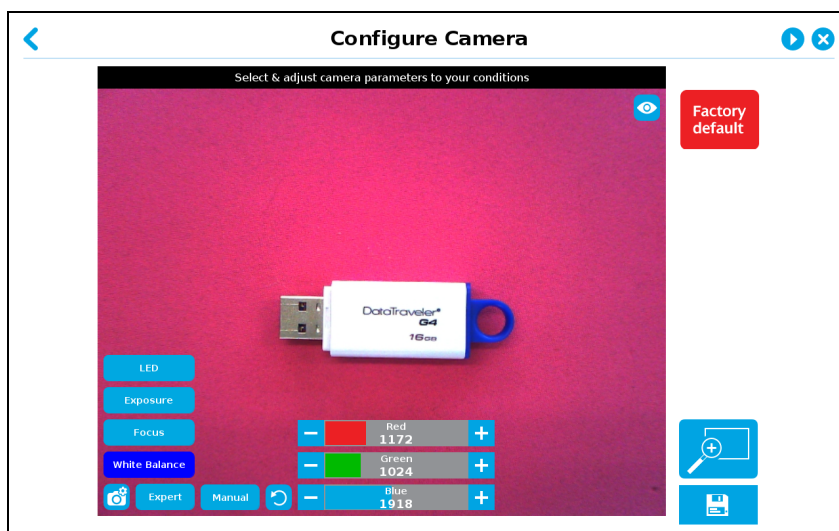 Configure Camera
Select & adjust camera parameters to your conditions
Factory
default
DataTraveler®
G4
16GB
LED
Exposure
Focus
White Balance
Expert
Manual
Red
1172
Green
1024
Blue
1918